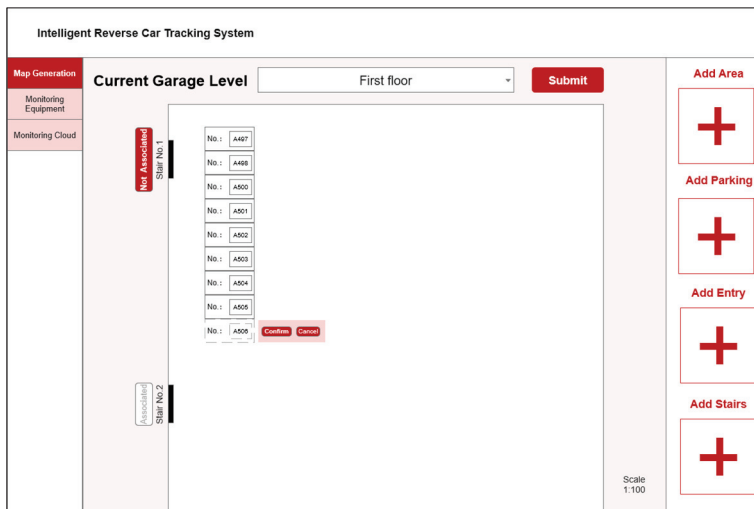 Intelligent Reverse Car Tracking System
Map Generation
Monitoring
Equipment
Monitoring Cloud
Current Garage Level
First floor
Submit
Not Associated
Stair No.1
No.: A497
No.: A498
No.: A500
No.: A501
No.: A502
No.: A503
No.: A504
No.: A505
No.: A506
Confirm
Cancel
Associated
Stair No.2
Scale
1:100
Add Area
Add Parking
Add Entry
Add Stairs